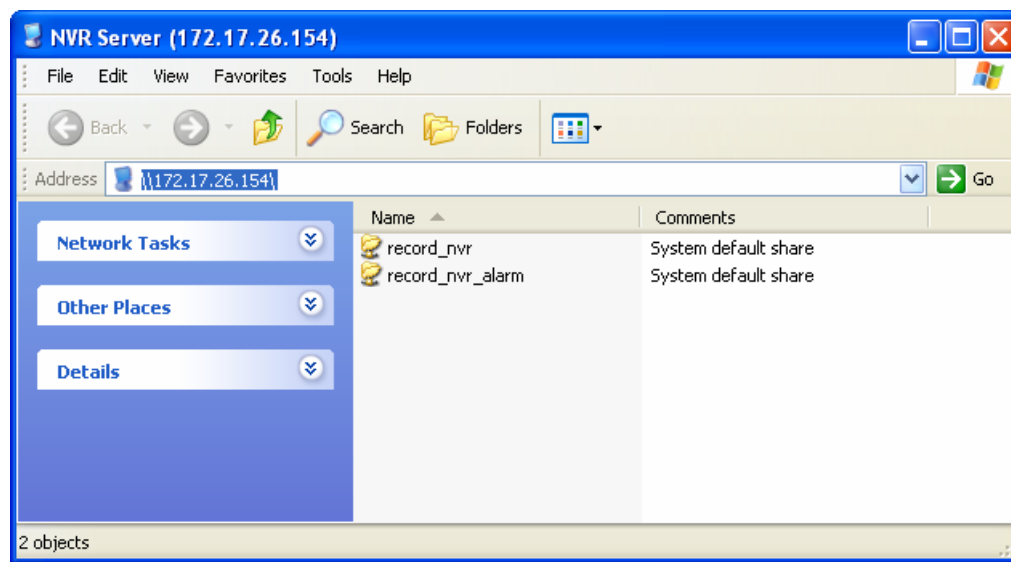 NVR Server (172.17.26.154)
File Edit View Favorites Tools Help
Back Search Folders
Address \\172.17.26.154\ Go
Name Comments
Network Tasks
record_nvr System default share
record_nvr_alarm System default share
Other Places
Details
2 objects